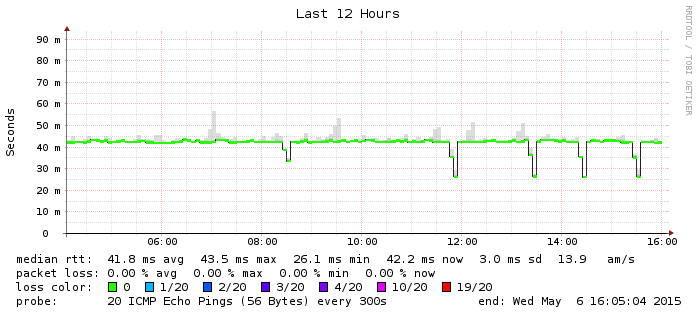 Last 12 Hours
RRDTOOL / TOBI OETIKER
Seconds
90 m
80 m
70 m
60 m
50 m
40 m
30 m
20 m
10 m
0
06:00 08:00 10:00 12:00 14:00 16:00
median rtt: 41.8 ms avg 43.5 ms max 26.1 ms min 42.2 ms now 3.0 ms sd 13.9 am/s
packet loss: 0.00 % avg 0.00 % max 0.00 % min 0.00 % now
loss color: 0 1/20 2/20 3/20 4/20 10/20 19/20
probe: 20 ICMP Echo Pings (56 Bytes) every 300s end: Wed May 6 16:05:04 2015